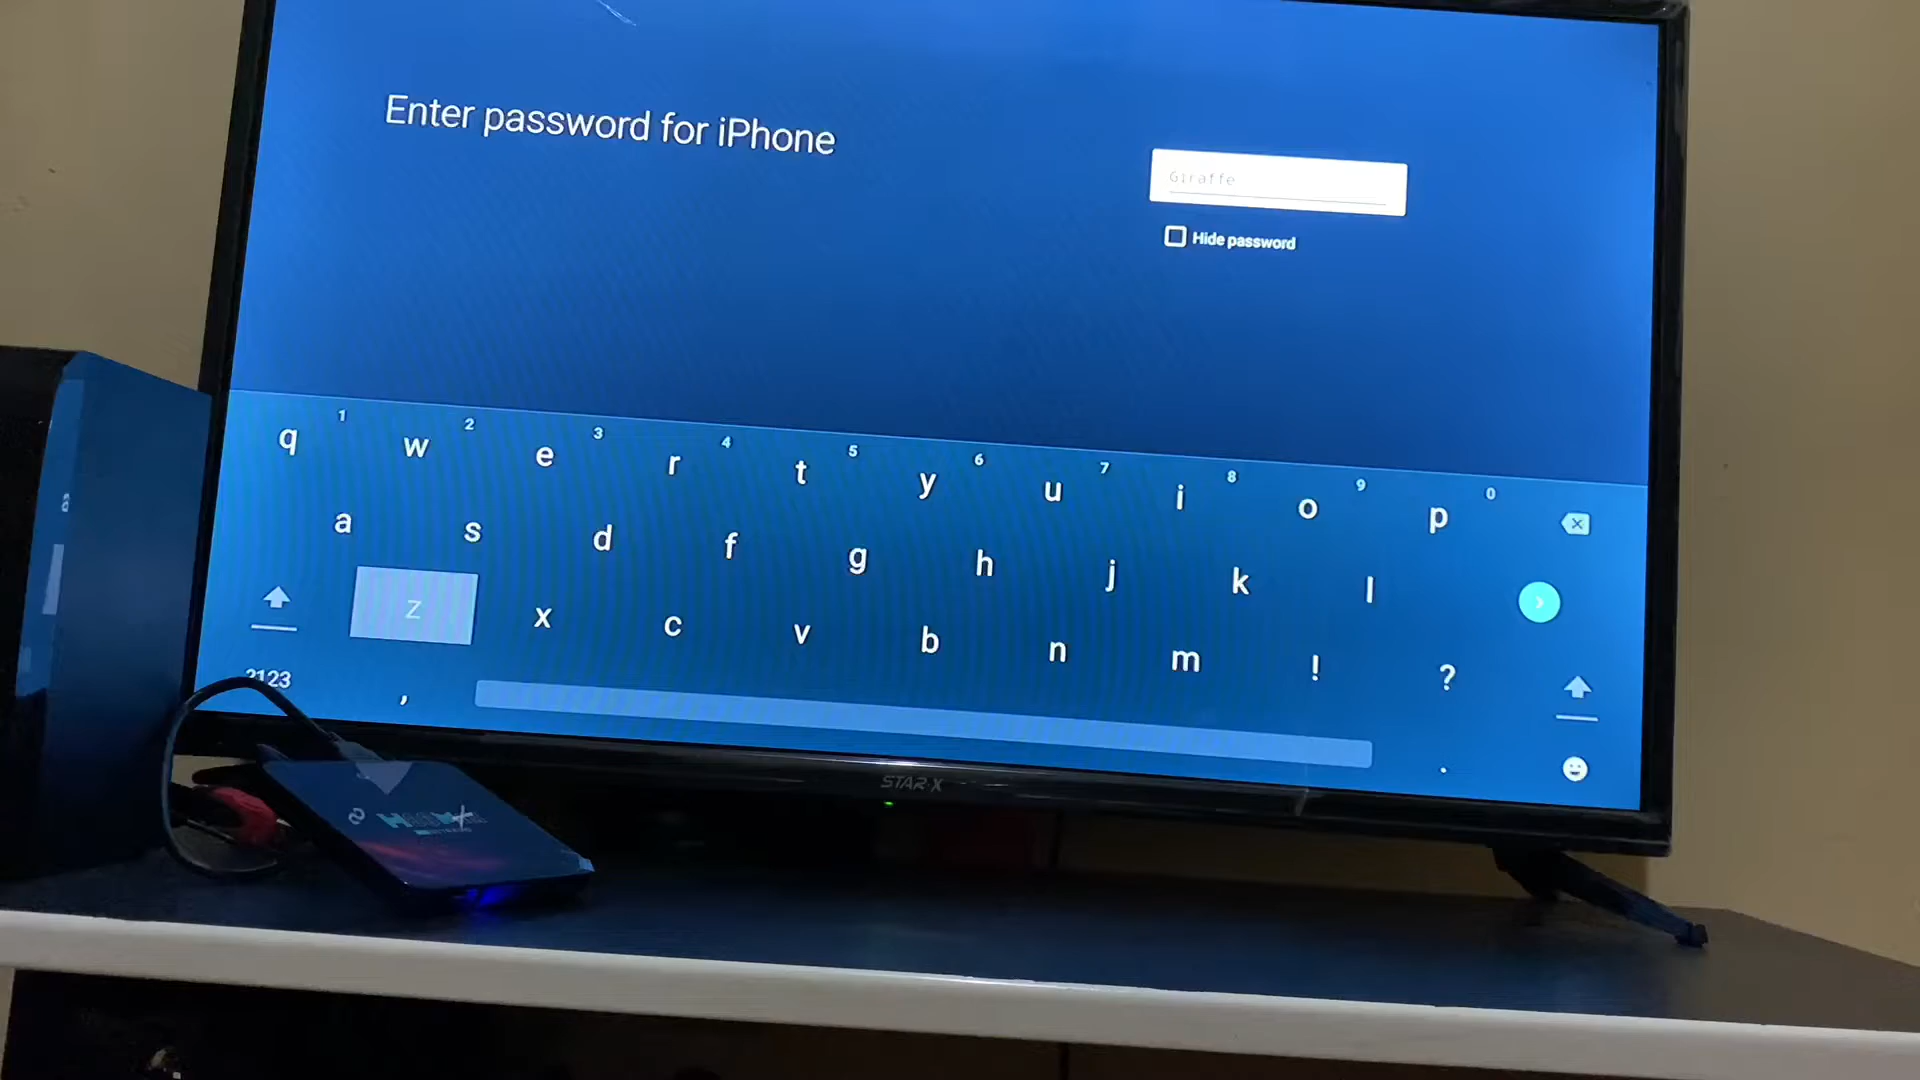 Enter password for iPhone
Giraffe
Hide password
q 1 w 2 e 3 r 4 t 5 y 6 u 7 i 8 o 9 p 0
a s d f g h j k l
z x c v b n m ! ?
?123 , .
STAR-X